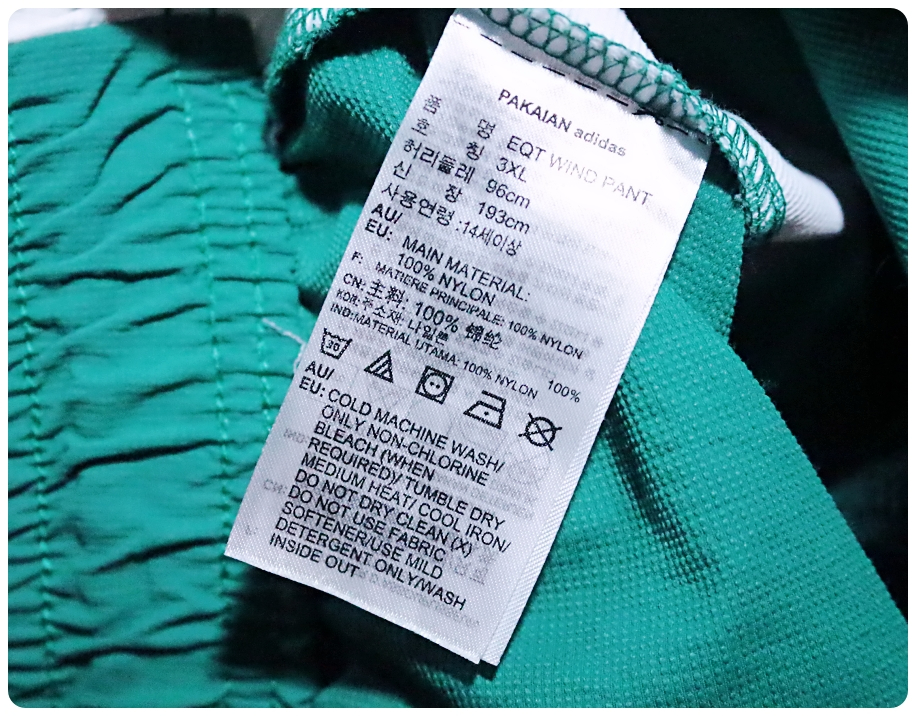 PAKAIAN adidas
품 명 EQT WIND PANT
호 칭 3XL
허리둘레 96cm
신 장 193cm
사용연령 :14세이상
AU/
EU: MAIN MATERIAL:
100% NYLON
F: MATIERE PRINCIPALE: 100% NYLON
CN: 主料: 100% 锦纶
KOR: 주소재: 나일론 100%
IND:MATERIAL UTAMA: 100% NYLON
30
AU/
EU: COLD MACHINE WASH/
ONLY NON-CHLORINE
BLEACH (WHEN
REQUIRED)/ TUMBLE DRY
MEDIUM HEAT/ COOL IRON/
DO NOT DRY CLEAN (X)
DO NOT USE FABRIC
SOFTENER/USE MILD
DETERGENT ONLY/WASH
INSIDE OUT